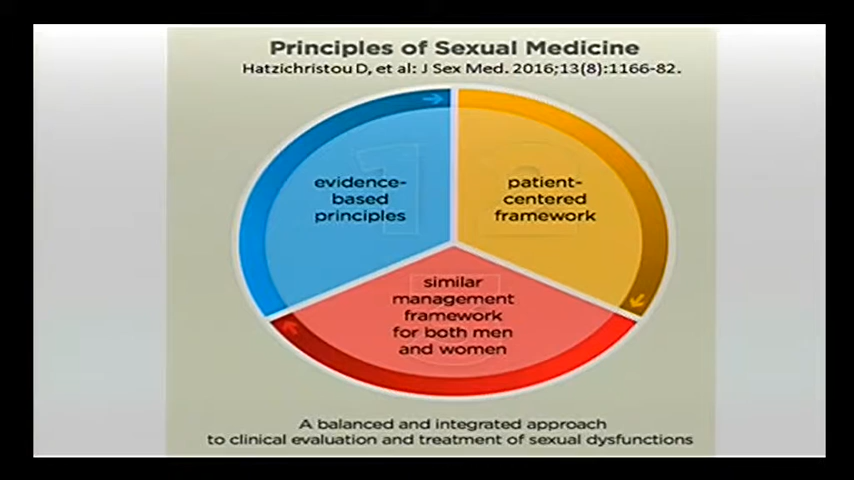 Principles of Sexual Medicine
Hatzichristou D, et al: J Sex Med. 2016;13(8):1166-82.
evidence-
based
principles
patient-
centered
framework
similar
management
framework
for both men
and women
A balanced and integrated approach
to clinical evaluation and treatment of sexual dysfunctions